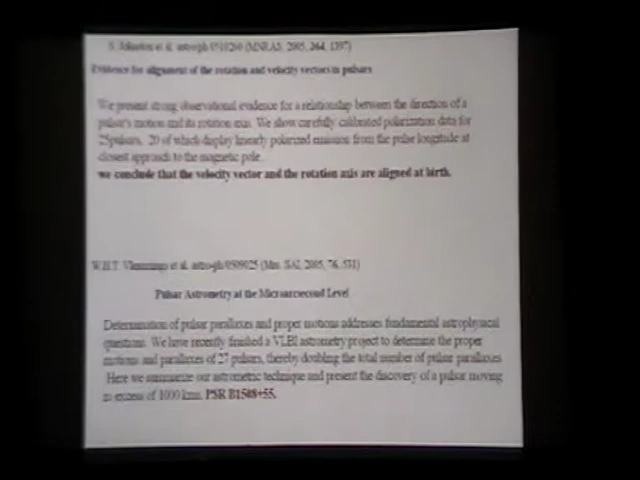 S. Johnston et al. astro-ph/0510260 (MNRAS, 2005, 364, 1397)
Evidence for alignment of the rotation and velocity vectors in pulsars
We present strong observational evidence for a relationship between the direction of a
pulsar's motion and its rotation axis. We show carefully calibrated polarization data for
25pulsars, 20 of which display linearly polarized emission from the pulse longitude at
closest approach to the magnetic pole.
we conclude that the velocity vector and the rotation axis are aligned at birth.
W.H.T. Vlemmings et al. astro-ph/0509025 (Mm. SAI, 2005, 76, 531)
Pulsar Astrometry at the Microarcsecond Level
Determination of pulsar parallaxes and proper motions addresses fundamental astrophysical
questions. We have recently finished a VLBI astrometry project to determine the proper
motions and parallaxes of 27 pulsars, thereby doubling the total number of pulsar parallaxes.
Here we summarize our astrometric technique and present the discovery of a pulsar moving
in excess of 1000 kms, PSR B1508+55.